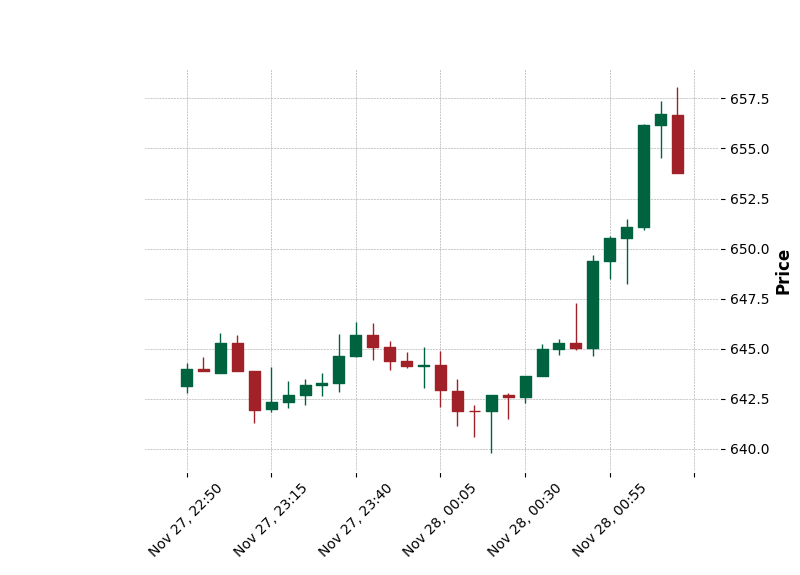 657.5
655.0
652.5
650.0
647.5
645.0
642.5
640.0
Price
Nov 27, 22:50
Nov 27, 23:15
Nov 27, 23:40
Nov 28, 00:05
Nov 28, 00:30
Nov 28, 00:55